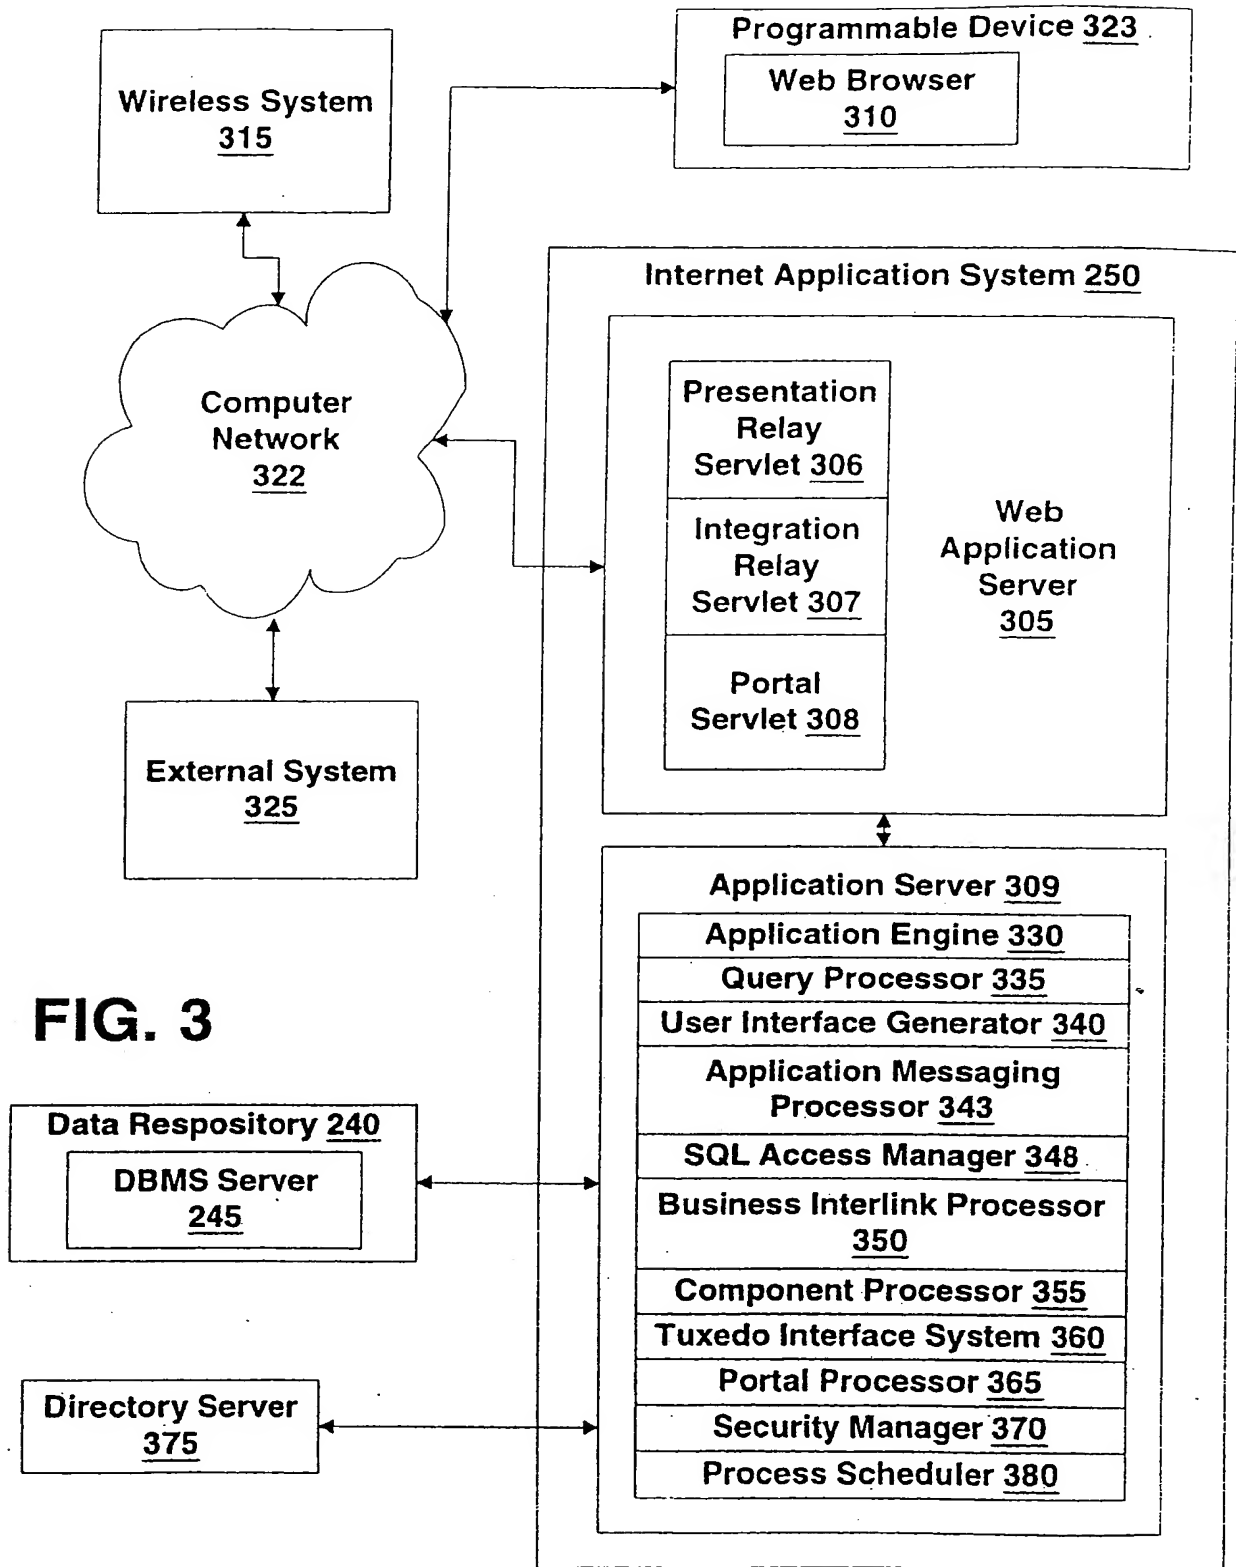 Programmable Device 323
Web Browser
310
Wireless System
315
Internet Application System 250
Computer
Network
322
Presentation
Relay
Servlet 306
Integration
Relay
Servlet 307
Portal
Servlet 308
Web
Application
Server
305
External System
325
Application Server 309
Application Engine 330
Query Processor 335
User Interface Generator 340
Application Messaging
Processor 343
SQL Access Manager 348
Business Interlink Processor
350
Component Processor 355
Tuxedo Interface System 360
Portal Processor 365
Security Manager 370
Process Scheduler 380
FIG. 3
Data Respository 240
DBMS Server
245
Directory Server
375